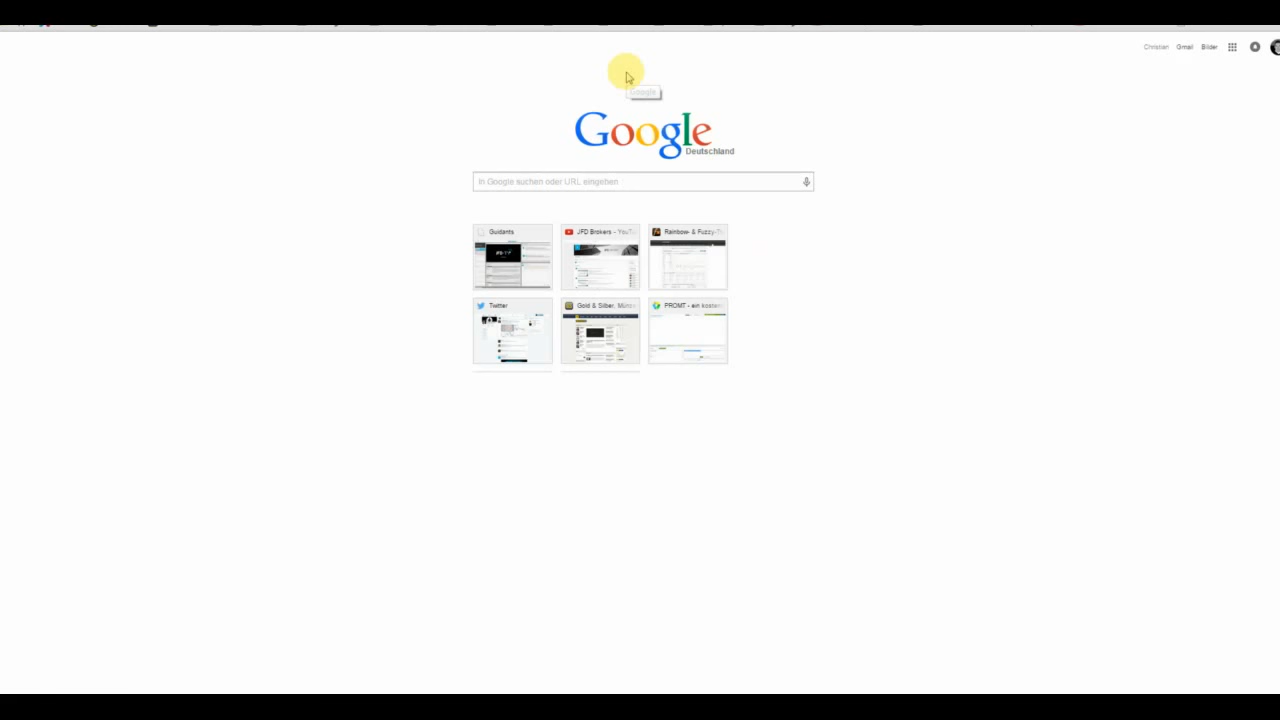 Christian Gmail Bilder
Google
Google
Deutschland
In Google suchen oder URL eingeben
Guidants
JFD Brokers - YouTu
Rainbow- & Fuzzy-T
Twitter
Gold & Silber, Münz
PROMT - ein kosten